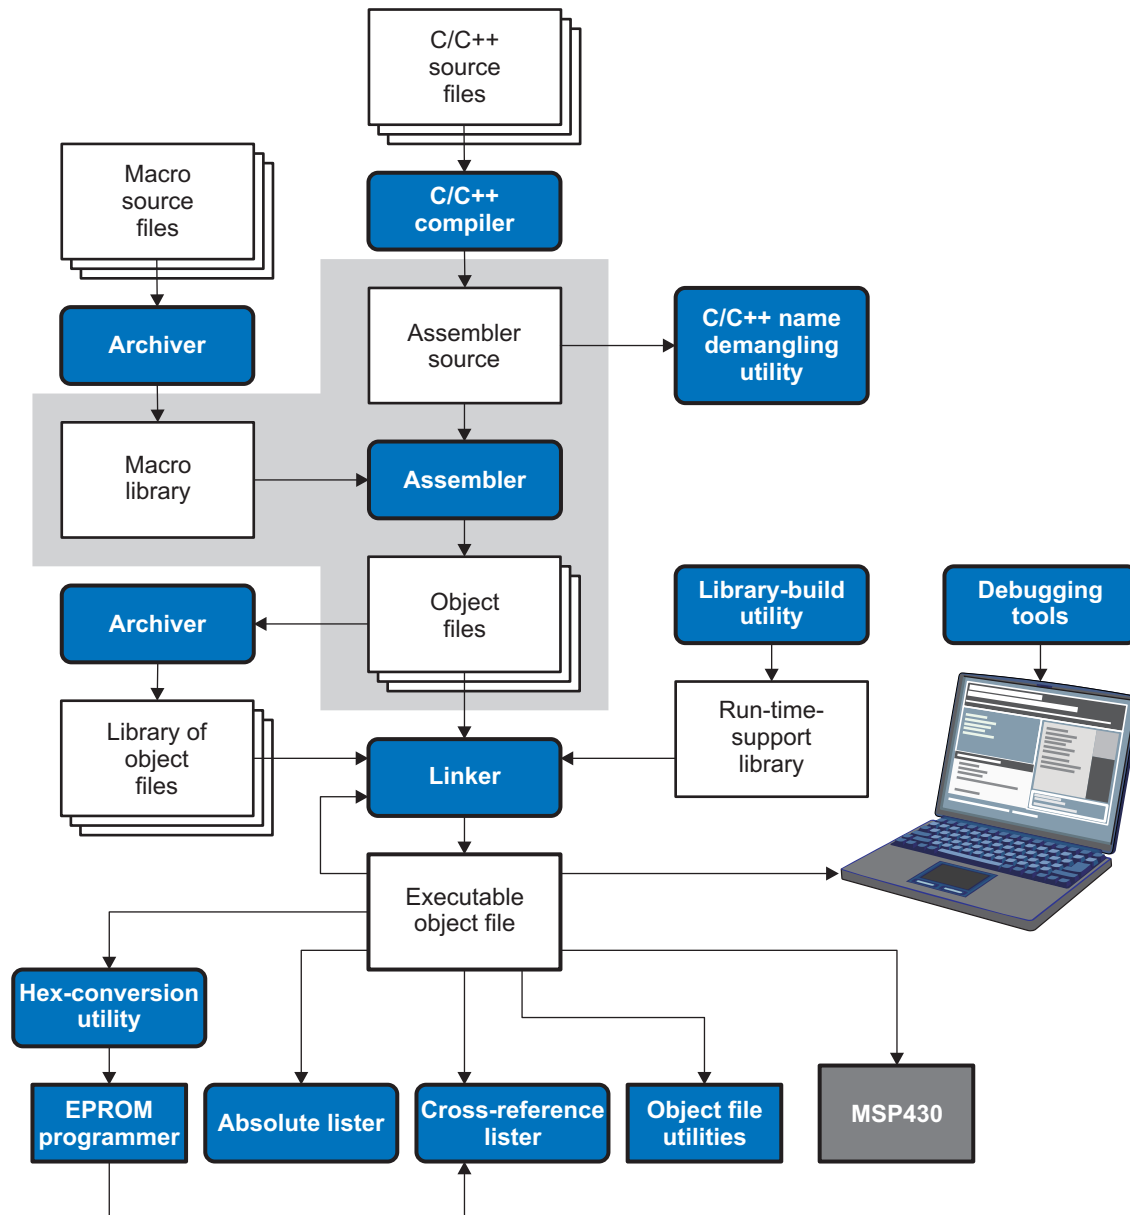 C/C++
source
files
Macro
source
files
C/C++
compiler
Archiver
Assembler
source
C/C++ name
demangling
utility
Macro
library
Assembler
Archiver
Object
files
Library-build
utility
Debugging
tools
Library of
object
files
Linker
Run-time-
support
library
Executable
object file
Hex-conversion
utility
EPROM
programmer
Absolute lister
Cross-reference
lister
Object file
utilities
MSP430